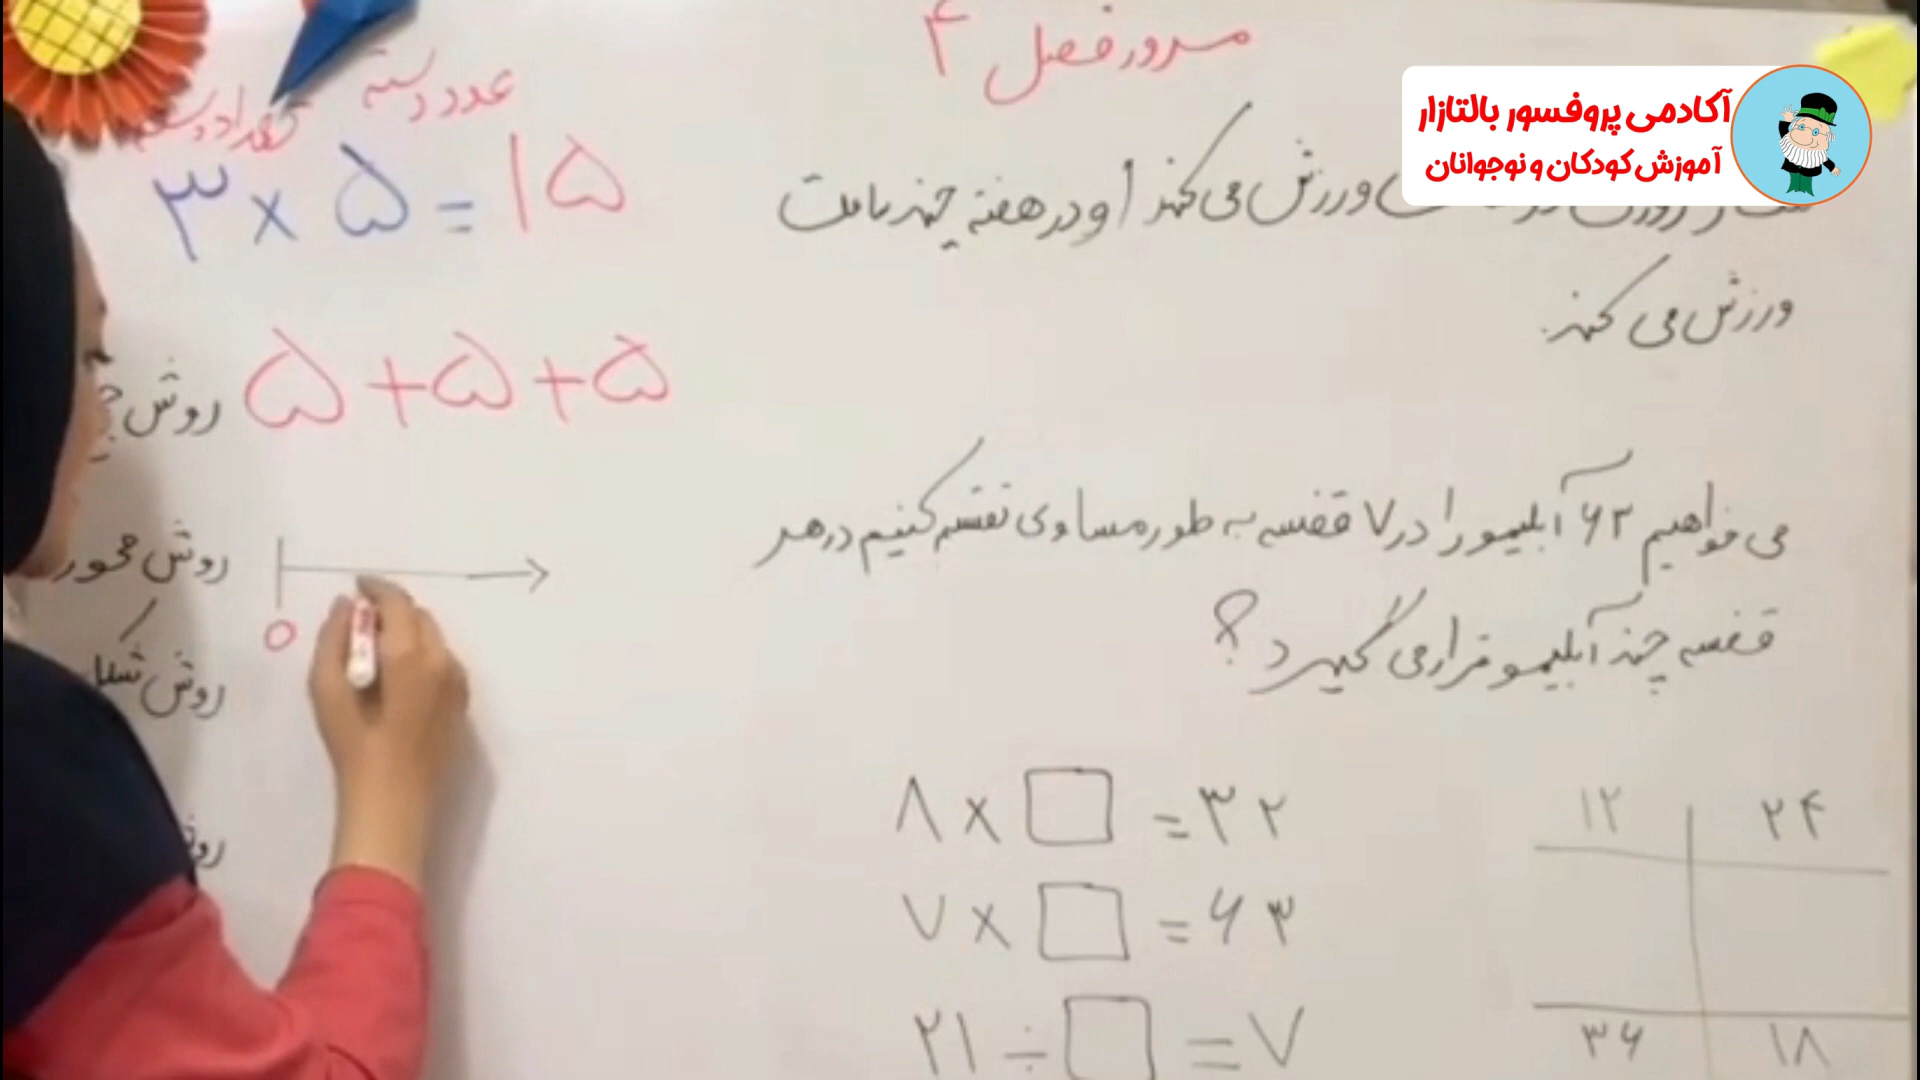 مرور فصل ۴
آکادمی پروفسور بالتازار
آموزش کودکان و نوجوانان
ورزش می کند او در هفته چند ساعت
ورزش می کند.
می خواهیم ۶۳ آبلیمو را در ۷ قفسه به طور مساوی تقسیم کنیم در هر
قفسه چند آبلیمو قرار می گیرد؟
۸ × □ = ۳۲
۷ × □ = ۶۳
۲۱ ÷ □ = ۷
۱۲ ۲۴
۳۶ ۱۸
تعداد دسته عدد دسته
۳ × ۵ = ۱۵
روش ۵+۵+۵
روش محور
0
روش شکل